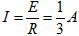 I = E/R = 1/3 A